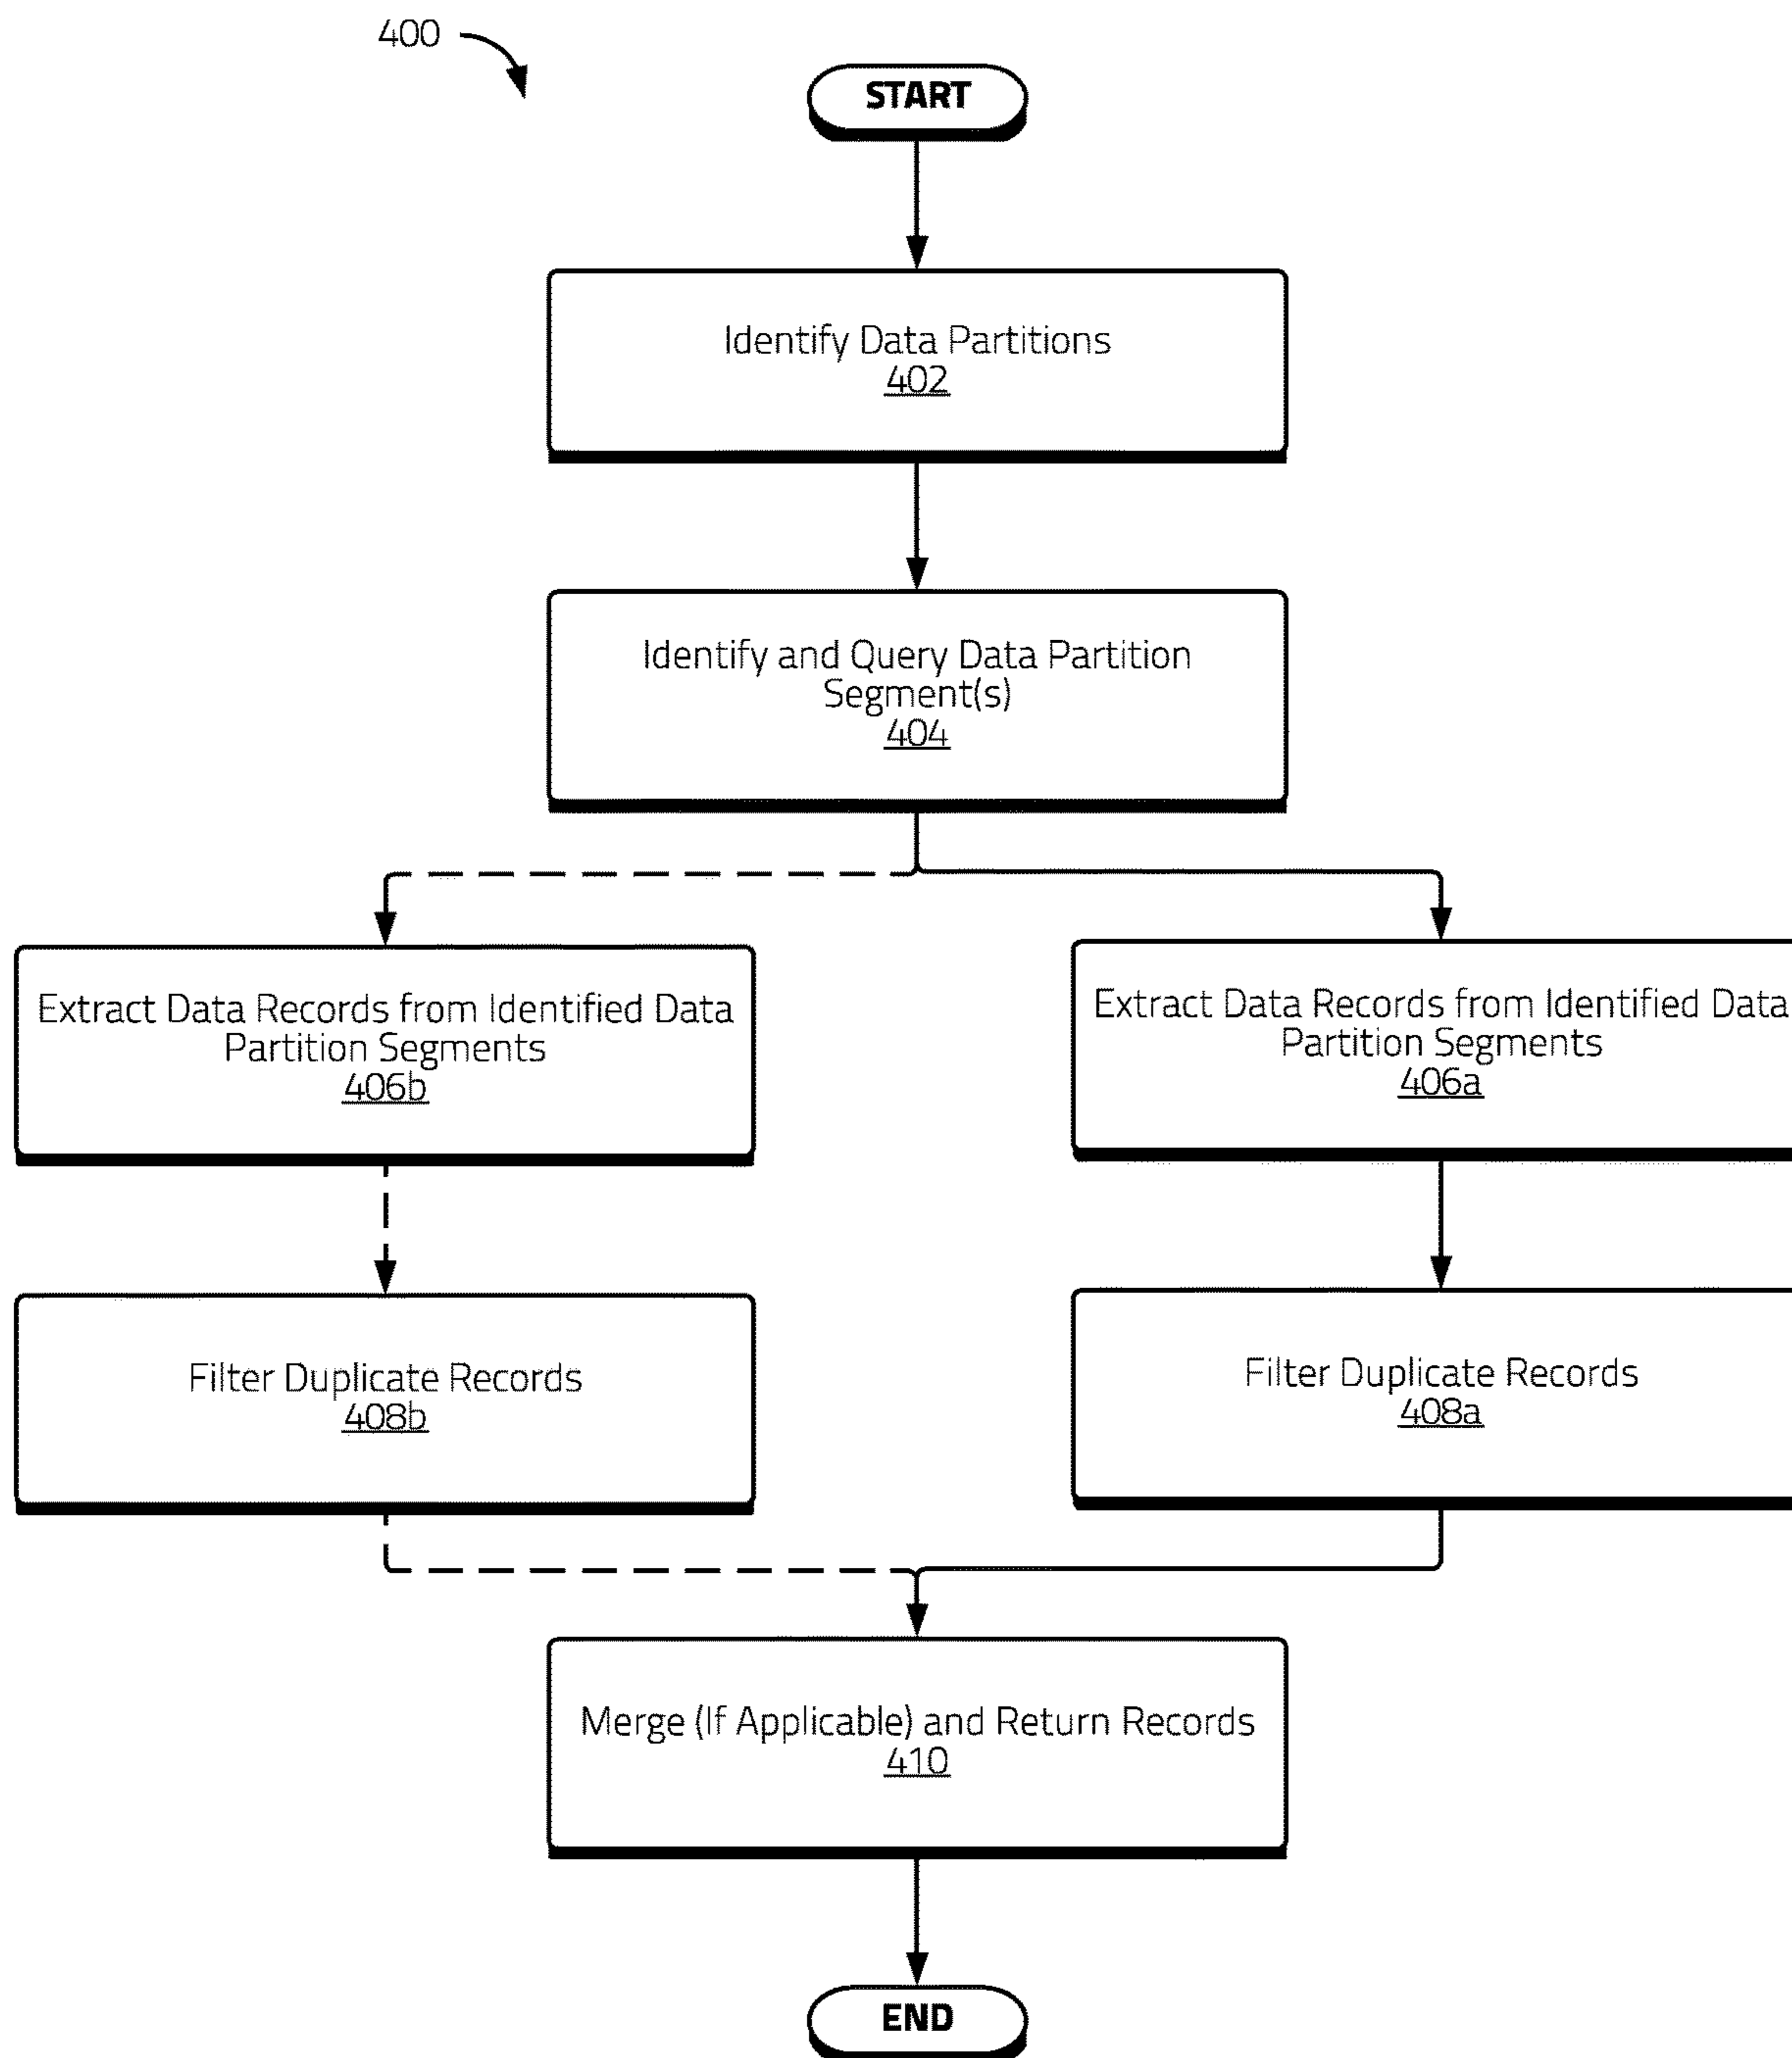 400
START
Identify Data Partitions
402
Identify and Query Data Partition
Segment(s)
404
Extract Data Records from Identified Data
Partition Segments
406b
Extract Data Records from Identified Data
Partition Segments
406a
Filter Duplicate Records
408b
Filter Duplicate Records
408a
Merge (If Applicable) and Return Records
410
END